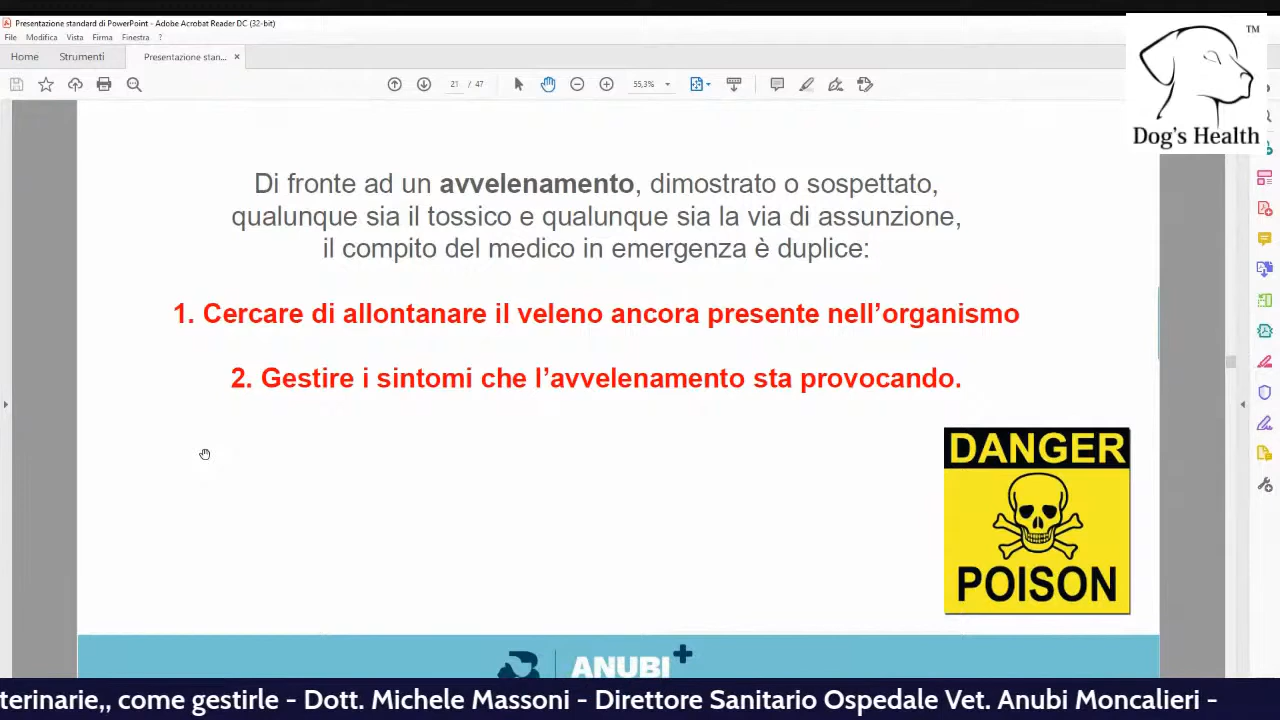 Presentazione standard di PowerPoint - Adobe Acrobat Reader DC (32-bit)
File Modifica Vista Firma Finestra ?
Home Strumenti Presentazione stan... ×
21 / 47 55,3%
TM
Dog's Health
Di fronte ad un avvelenamento, dimostrato o sospettato,
qualunque sia il tossico e qualunque sia la via di assunzione,
il compito del medico in emergenza è duplice:
1. Cercare di allontanare il veleno ancora presente nell’organismo
2. Gestire i sintomi che l’avvelenamento sta provocando.
DANGER
POISON
ANUBI
terinarie,, come gestirle - Dott. Michele Massoni - Direttore Sanitario Ospedale Vet. Anubi Moncalieri -